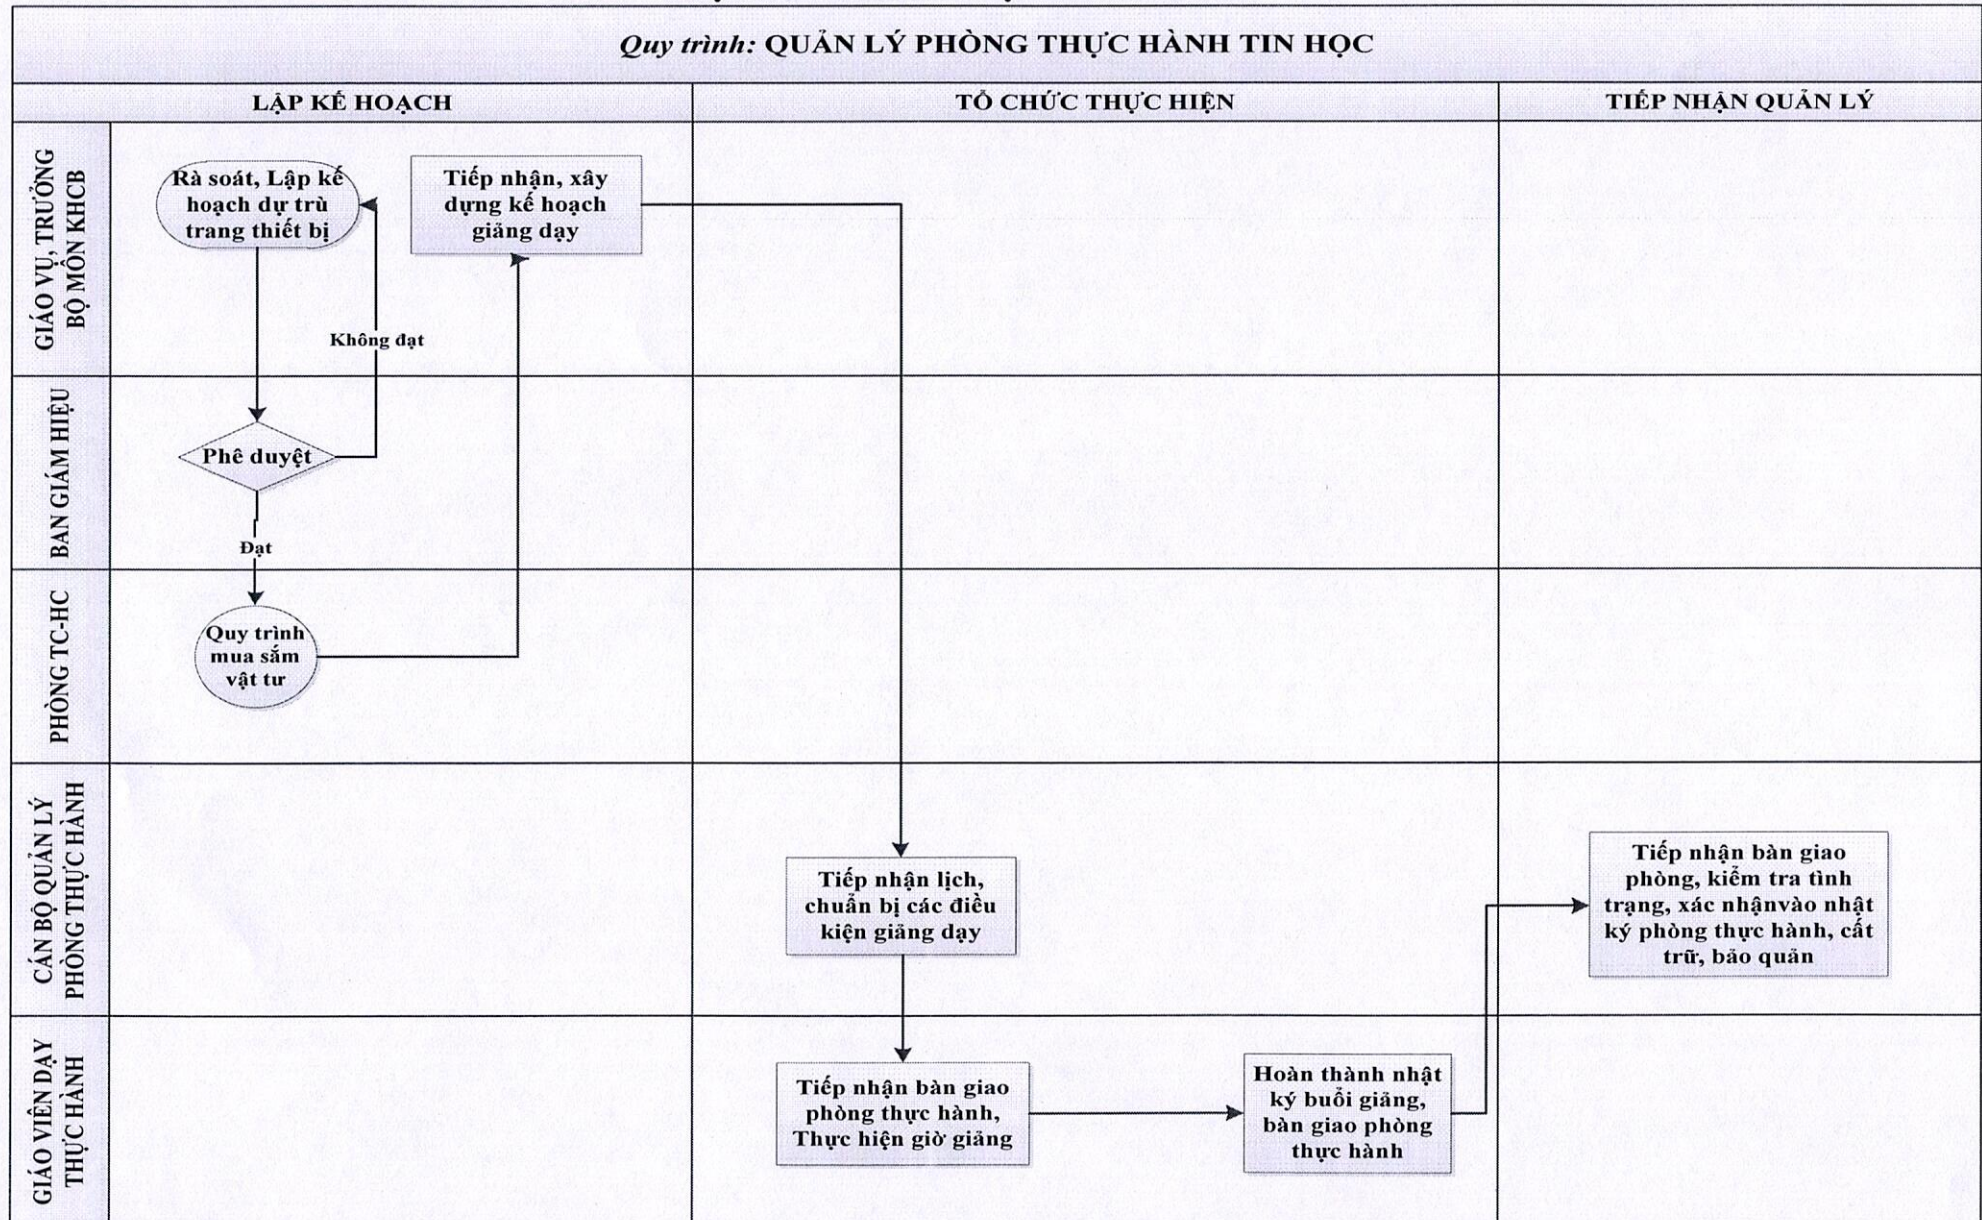 Quy trình: QUẢN LÝ PHÒNG THỰC HÀNH TIN HỌC
LẬP KẾ HOẠCH
TỔ CHỨC THỰC HIỆN
TIẾP NHẬN QUẢN LÝ
GIÁO VỤ, TRƯỞNG
BỘ MÔN KHCB
Rà soát, Lập kế
hoạch dự trù
trang thiết bị
Tiếp nhận, xây
dựng kế hoạch
giảng dạy
Không đạt
BAN GIÁM HIỆU
Phê duyệt
Đạt
PHÒNG TC-HC
Quy trình
mua sắm
vật tư
CÁN BỘ QUẢN LÝ
PHÒNG THỰC HÀNH
Tiếp nhận lịch,
chuẩn bị các điều
kiện giảng dạy
Tiếp nhận bàn giao
phòng, kiểm tra tình
trạng, xác nhậnvào nhật
ký phòng thực hành, cất
trữ, bảo quản
GIÁO VIÊN DẠY
THỰC HÀNH
Tiếp nhận bàn giao
phòng thực hành,
Thực hiện giờ giảng
Hoàn thành nhật
ký buổi giảng,
bàn giao phòng
thực hành